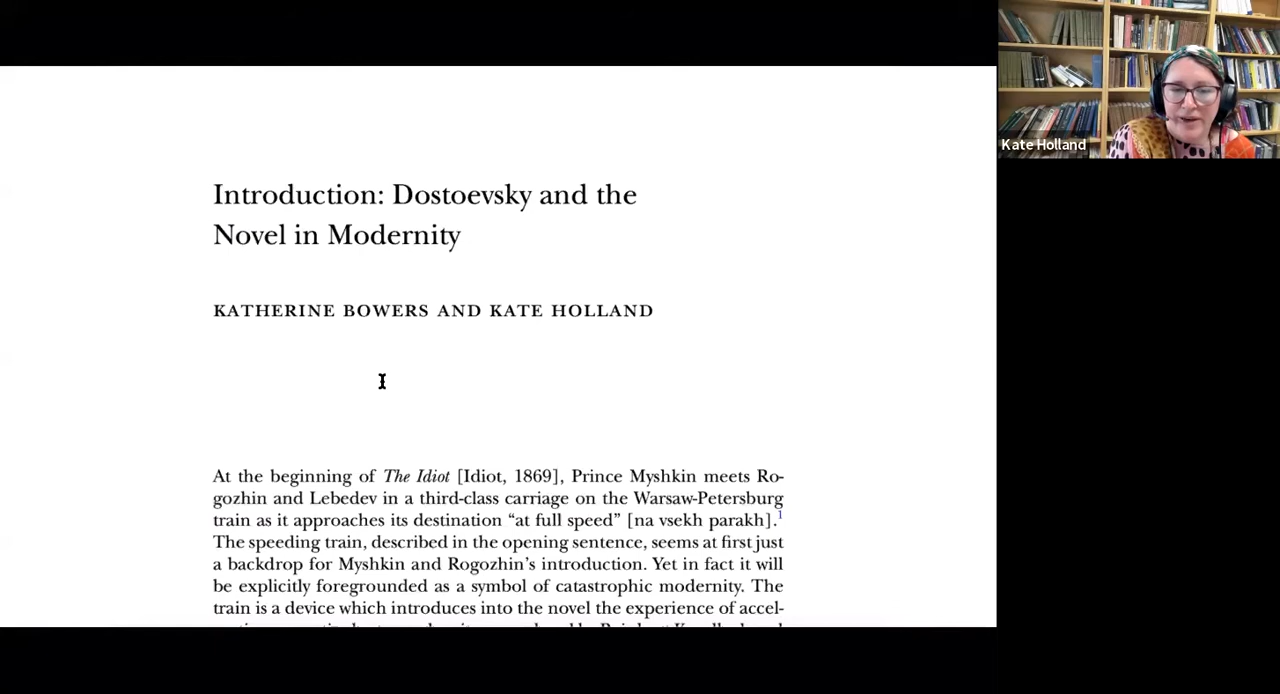 Introduction: Dostoevsky and the
Novel in Modernity
KATHERINE BOWERS AND KATE HOLLAND
At the beginning of The Idiot [Idiot, 1869], Prince Myshkin meets Ro-
gozhin and Lebedev in a third-class carriage on the Warsaw-Petersburg
train as it approaches its destination “at full speed” [na vsekh parakh].1
The speeding train, described in the opening sentence, seems at first just
a backdrop for Myshkin and Rogozhin’s introduction. Yet in fact it will
be explicitly foregrounded as a symbol of catastrophic modernity. The
train is a device which introduces into the novel the experience of accel-
Kate Holland